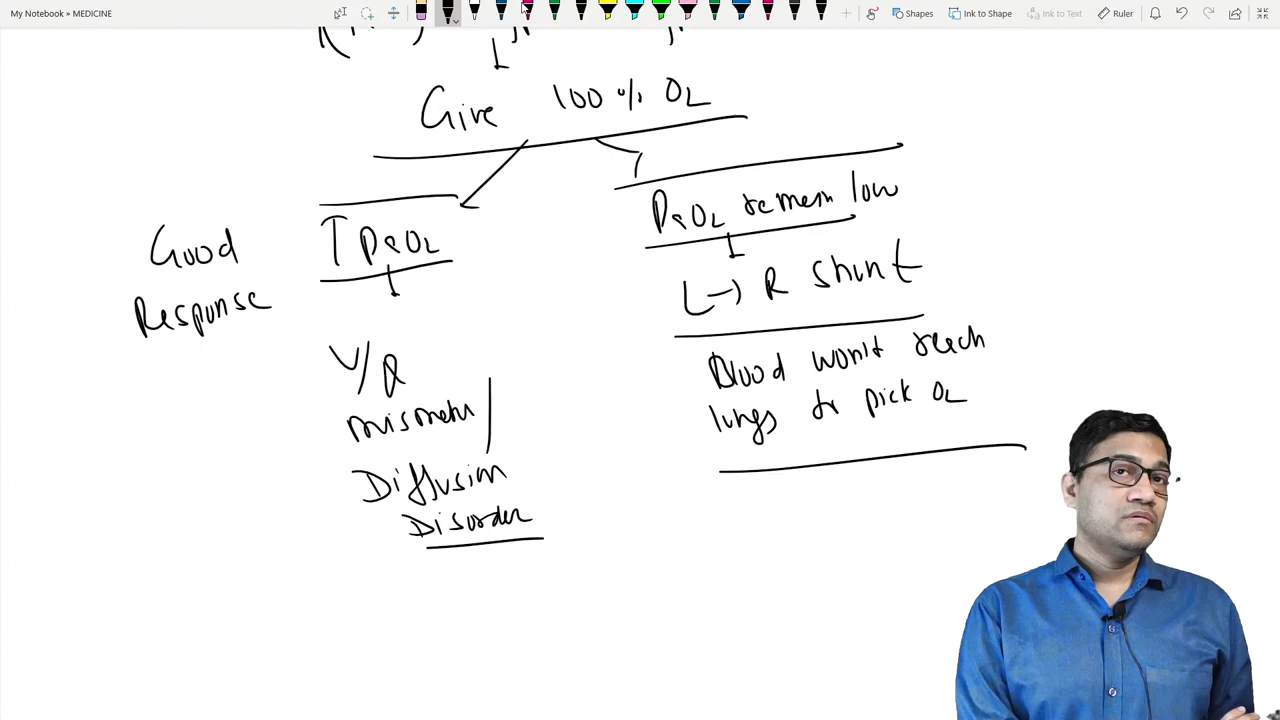 My Notebook » MEDICINE
Shapes
Ink to Shape
Ink to Text
Ruler
Give 100 % O2
↑ PaO2
PaO2 remain low
Good
Response
L → R shunt
V/Q
mismatch /
Diffusion
Disorder
Blood won't reach
lungs to pick O2